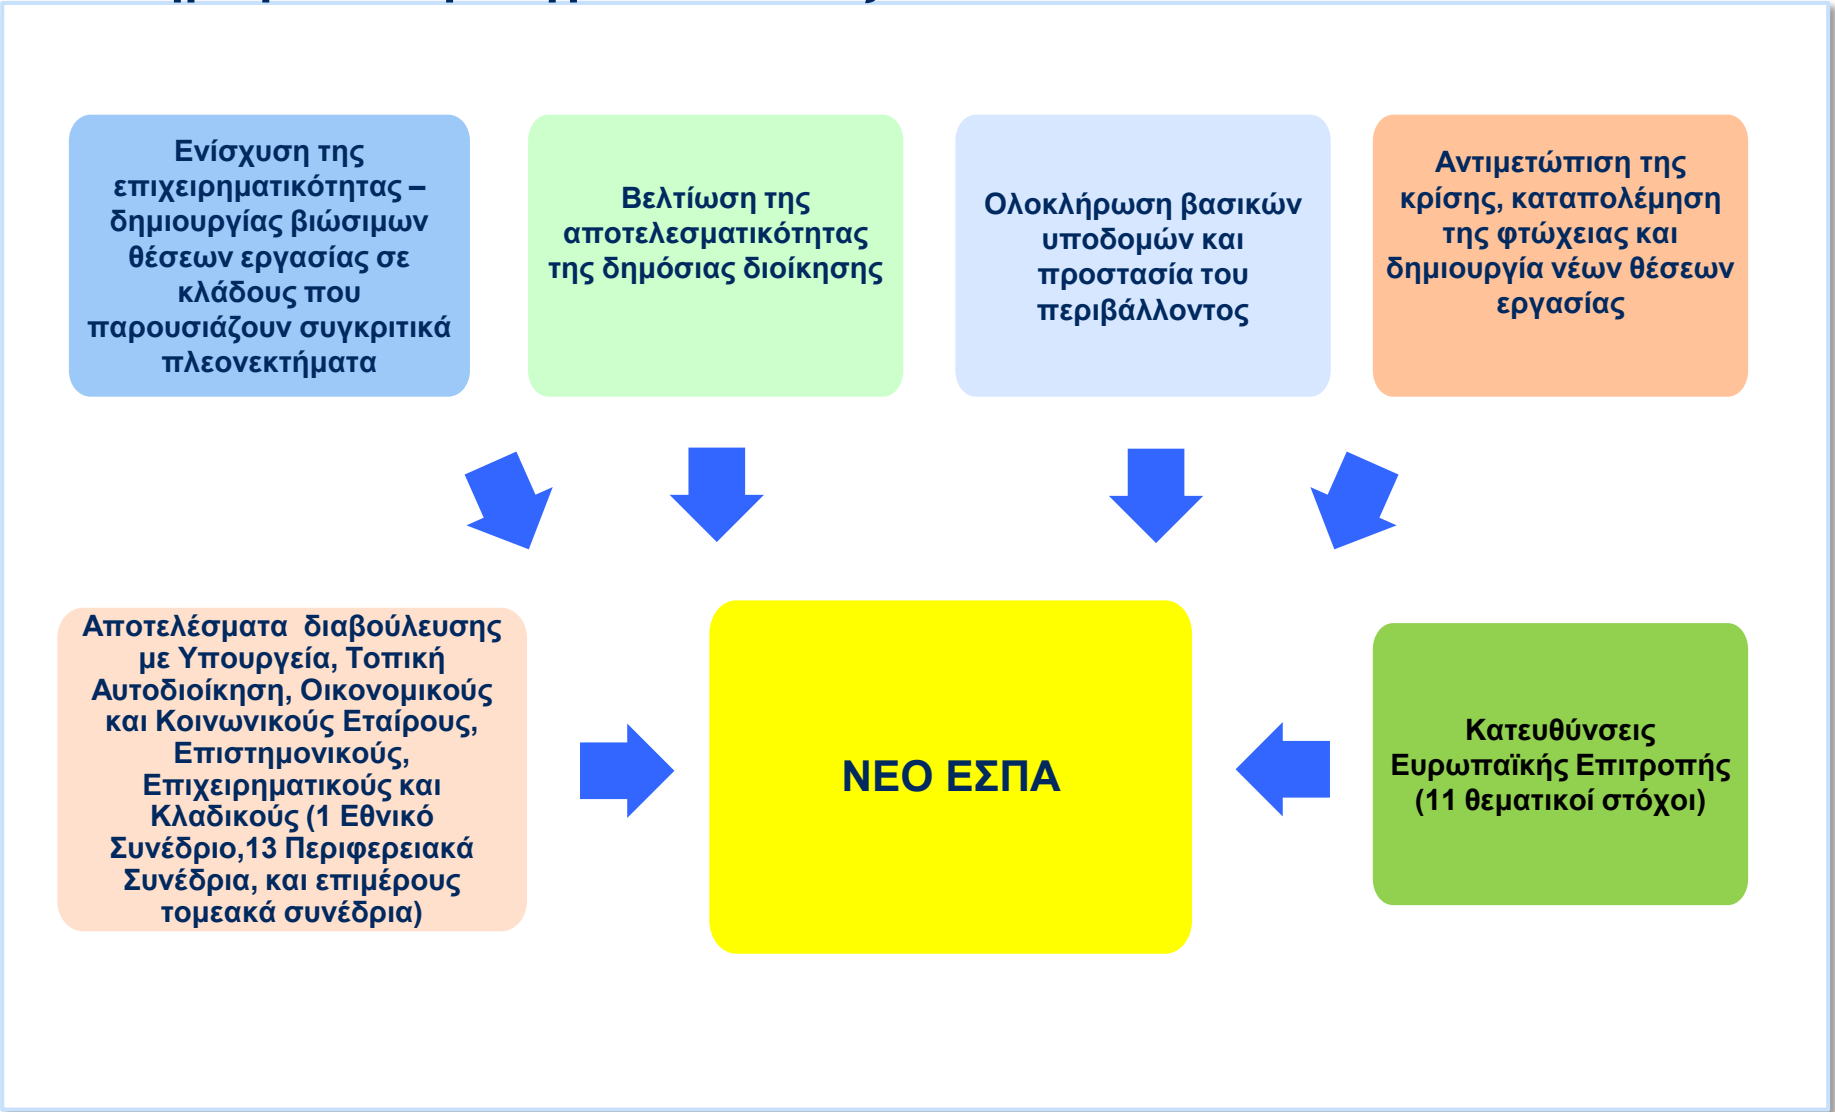 Ενίσχυση της
επιχειρηματικότητας –
δημιουργίας βιώσιμων
θέσεων εργασίας σε
κλάδους που
παρουσιάζουν συγκριτικά
πλεονεκτήματα
Βελτίωση της
αποτελεσματικότητας
της δημόσιας διοίκησης
Ολοκλήρωση βασικών
υποδομών και
προστασία του
περιβάλλοντος
Αντιμετώπιση της
κρίσης, καταπολέμηση
της φτώχειας και
δημιουργία νέων θέσεων
εργασίας
Αποτελέσματα διαβούλευσης
με Υπουργεία, Τοπική
Αυτοδιοίκηση, Οικονομικούς
και Κοινωνικούς Εταίρους,
Επιστημονικούς,
Επιχειρηματικούς και
Κλαδικούς (1 Εθνικό
Συνέδριο,13 Περιφερειακά
Συνέδρια, και επιμέρους
τομεακά συνέδρια)
ΝΕΟ ΕΣΠΑ
Κατευθύνσεις
Ευρωπαϊκής Επιτροπής
(11 θεματικοί στόχοι)